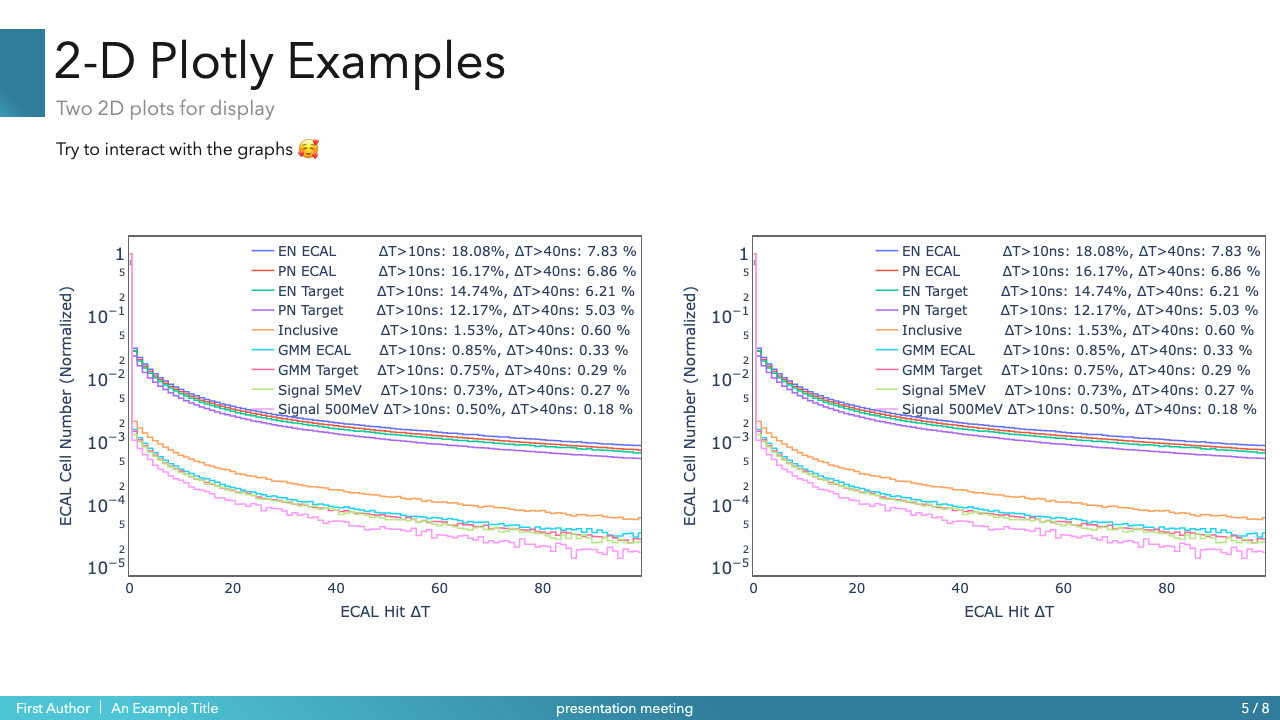 2-D Plotly Examples
Two 2D plots for display
Try to interact with the graphs 🥰
EN ECAL ΔT>10ns: 18.08%, ΔT>40ns: 7.83 %
PN ECAL ΔT>10ns: 16.17%, ΔT>40ns: 6.86 %
EN Target ΔT>10ns: 14.74%, ΔT>40ns: 6.21 %
PN Target ΔT>10ns: 12.17%, ΔT>40ns: 5.03 %
Inclusive ΔT>10ns: 1.53%, ΔT>40ns: 0.60 %
GMM ECAL ΔT>10ns: 0.85%, ΔT>40ns: 0.33 %
GMM Target ΔT>10ns: 0.75%, ΔT>40ns: 0.29 %
Signal 5MeV ΔT>10ns: 0.73%, ΔT>40ns: 0.27 %
Signal 500MeV ΔT>10ns: 0.50%, ΔT>40ns: 0.18 %
ECAL Cell Number (Normalized)
1
5
2
10−1
5
2
10−2
5
2
10−3
5
2
10−4
5
2
10−5
0 20 40 60 80
ECAL Hit ΔT
EN ECAL ΔT>10ns: 18.08%, ΔT>40ns: 7.83 %
PN ECAL ΔT>10ns: 16.17%, ΔT>40ns: 6.86 %
EN Target ΔT>10ns: 14.74%, ΔT>40ns: 6.21 %
PN Target ΔT>10ns: 12.17%, ΔT>40ns: 5.03 %
Inclusive ΔT>10ns: 1.53%, ΔT>40ns: 0.60 %
GMM ECAL ΔT>10ns: 0.85%, ΔT>40ns: 0.33 %
GMM Target ΔT>10ns: 0.75%, ΔT>40ns: 0.29 %
Signal 5MeV ΔT>10ns: 0.73%, ΔT>40ns: 0.27 %
Signal 500MeV ΔT>10ns: 0.50%, ΔT>40ns: 0.18 %
ECAL Cell Number (Normalized)
1
5
2
10−1
5
2
10−2
5
2
10−3
5
2
10−4
5
2
10−5
0 20 40 60 80
ECAL Hit ΔT
First Author | An Example Title
presentation meeting
5 / 8